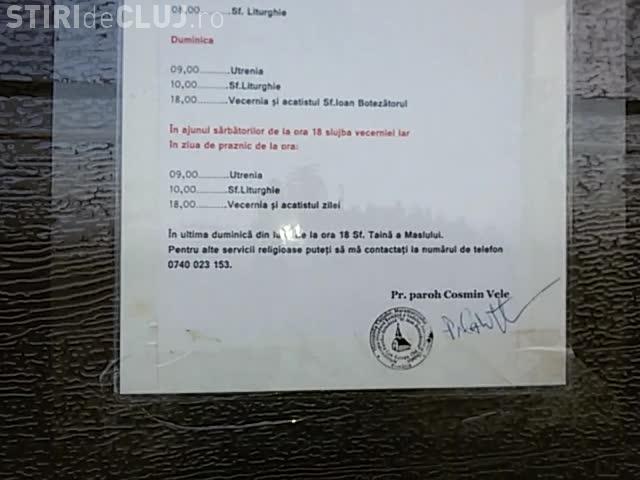 STIRIdeCLUJ.ro
08,00..........Sf. Liturghie
Duminica
09,00..........Utrenia
10,00..........Sf.Liturghie
18,00..........Vecernia și acatistul Sf.Ioan Botezătorul
În ajunul sărbătorilor de la ora 18 slujba vecerniei iar
în ziua de praznic de la ora:
09,00..........Utrenia
10,00..........Sf.Liturghie
18,00..........Vecernia și acatistul zilei
În ultima duminică din la ora 18 Sf. Taină a Maslului.
Pentru alte servicii religioase puteți să mă contactați la numărul de telefon
0740 023 153.
Pr. paroh Cosmin Vele